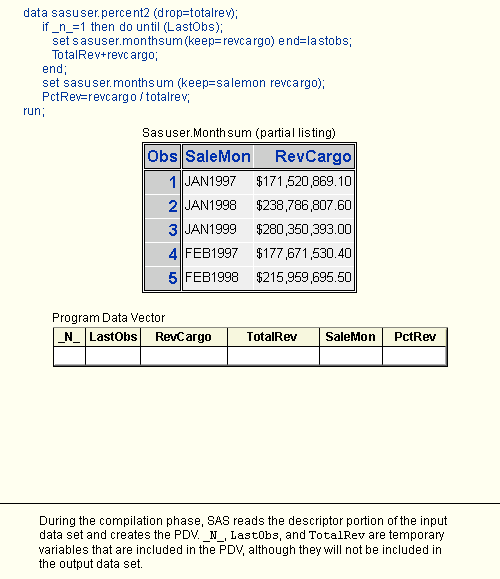 data sasuser.percent2 (drop=totalrev);
if _n_=1 then do until (LastObs);
set sasuser.monthsum(keep=revcargo) end=lastobs;
TotalRev+revcargo;
end;
set sasuser.monthsum (keep=salemon revcargo);
PctRev=revcargo / totalrev;
run;
Sasuser.Monthsum (partial listing)
Obs SaleMon RevCargo
1 JAN1997 $171,520,869.10
2 JAN1998 $238,786,807.60
3 JAN1999 $280,350,393.00
4 FEB1997 $177,671,530.40
5 FEB1998 $215,959,695.50
Program Data Vector
_N_ LastObs RevCargo TotalRev SaleMon PctRev
During the compilation phase, SAS reads the descriptor portion of the input
data set and creates the PDV. _N_, LastObs, and TotalRev are temporary
variables that are included in the PDV, although they will not be included in
the output data set.